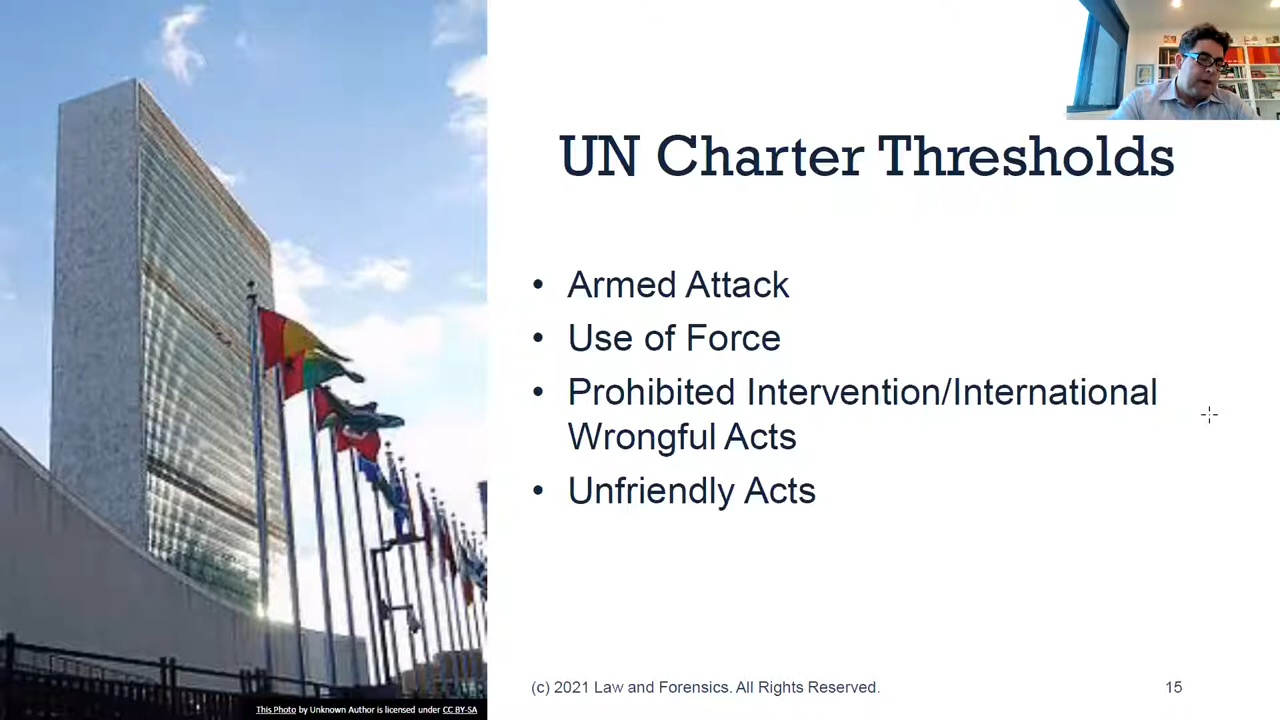 UN Charter Thresholds
• Armed Attack
• Use of Force
• Prohibited Intervention/International
Wrongful Acts
• Unfriendly Acts
(c) 2021 Law and Forensics. All Rights Reserved.
15
This Photo by Unknown Author is licensed under CC BY-SA